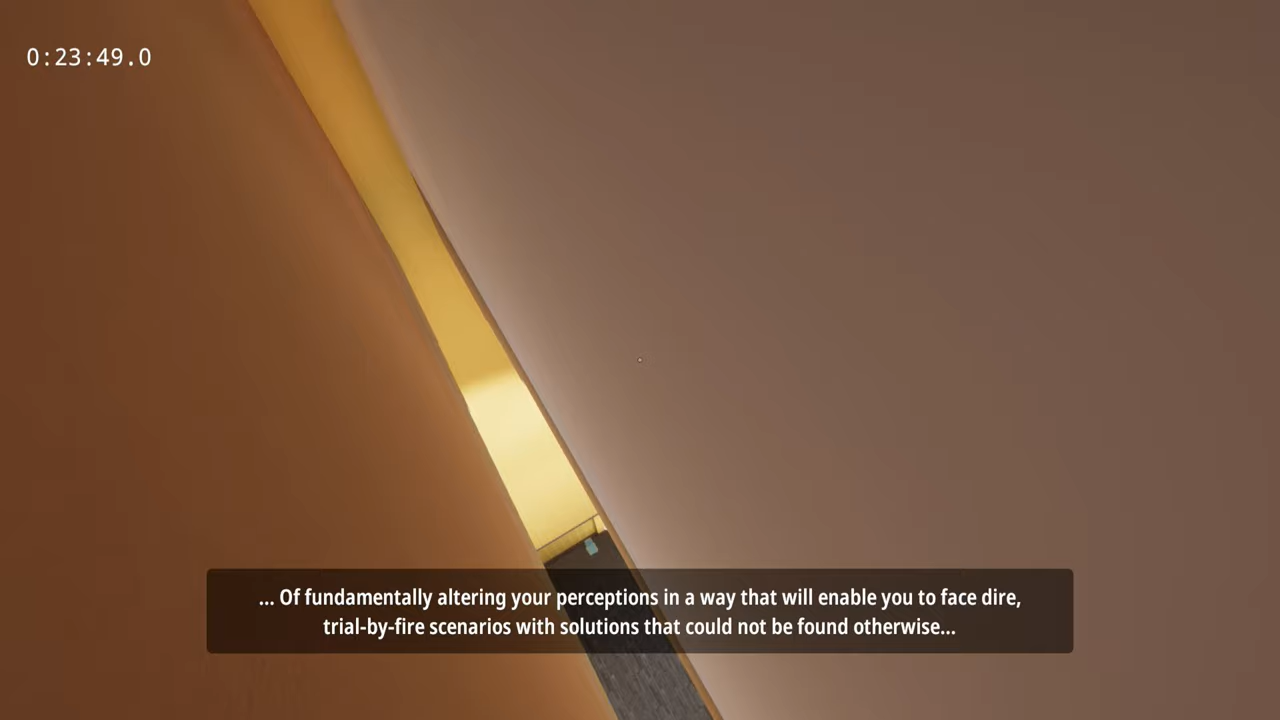 0:23:49.0
... Of fundamentally altering your perceptions in a way that will enable you to face dire,
trial-by-fire scenarios with solutions that could not be found otherwise...